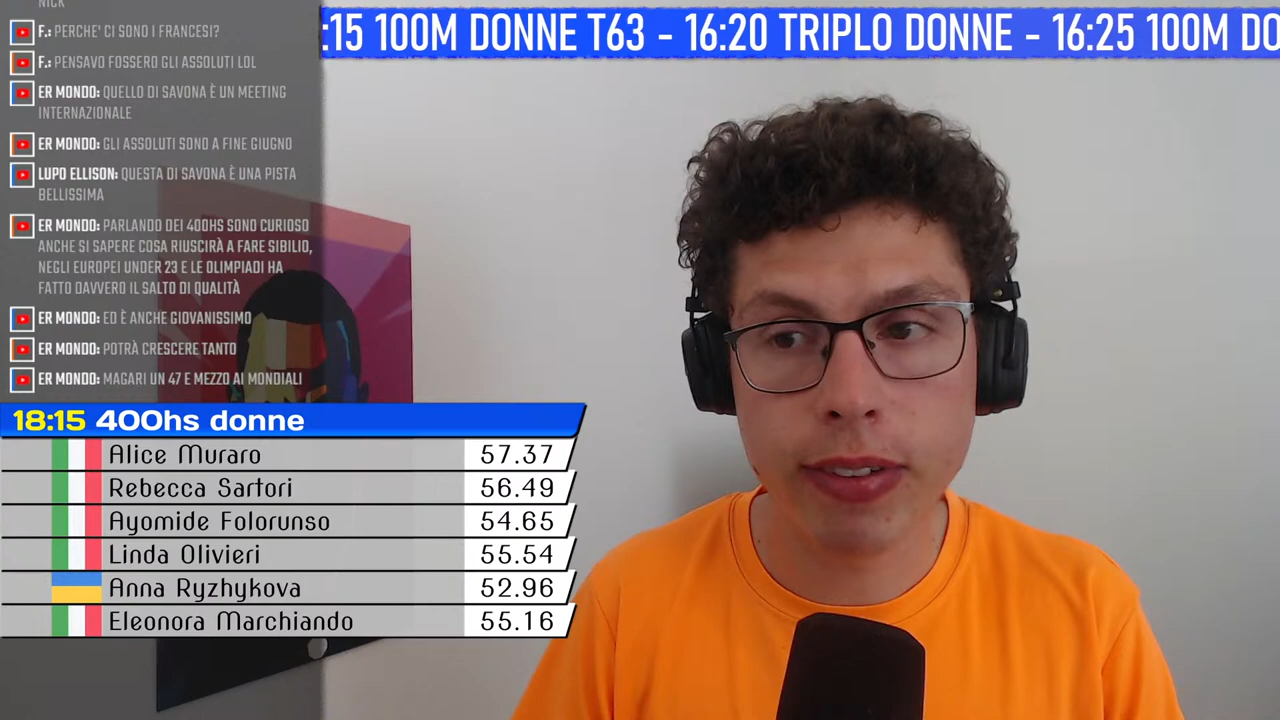 NICK
F.: PERCHE' CI SONO I FRANCESI?
F.: PENSAVO FOSSERO GLI ASSOLUTI LOL
ER MONDO: QUELLO DI SAVONA È UN MEETING
INTERNAZIONALE
ER MONDO: GLI ASSOLUTI SONO A FINE GIUGNO
LUPO ELLISON: QUESTA DI SAVONA È UNA PISTA
BELLISSIMA
ER MONDO: PARLANDO DEI 400HS SONO CURIOSO
ANCHE SI SAPERE COSA RIUSCIRÀ A FARE SIBILIO,
NEGLI EUROPEI UNDER 23 E LE OLIMPIADI HA
FATTO DAVVERO IL SALTO DI QUALITÀ
ER MONDO: ED È ANCHE GIOVANISSIMO
ER MONDO: POTRÀ CRESCERE TANTO
ER MONDO: MAGARI UN 47 E MEZZO AI MONDIALI
:15 100M DONNE T63 - 16:20 TRIPLO DONNE - 16:25 100M DO
18:15 400hs donne
Alice Muraro 57.37
Rebecca Sartori 56.49
Ayomide Folorunso 54.65
Linda Olivieri 55.54
Anna Ryzhykova 52.96
Eleonora Marchiando 55.16